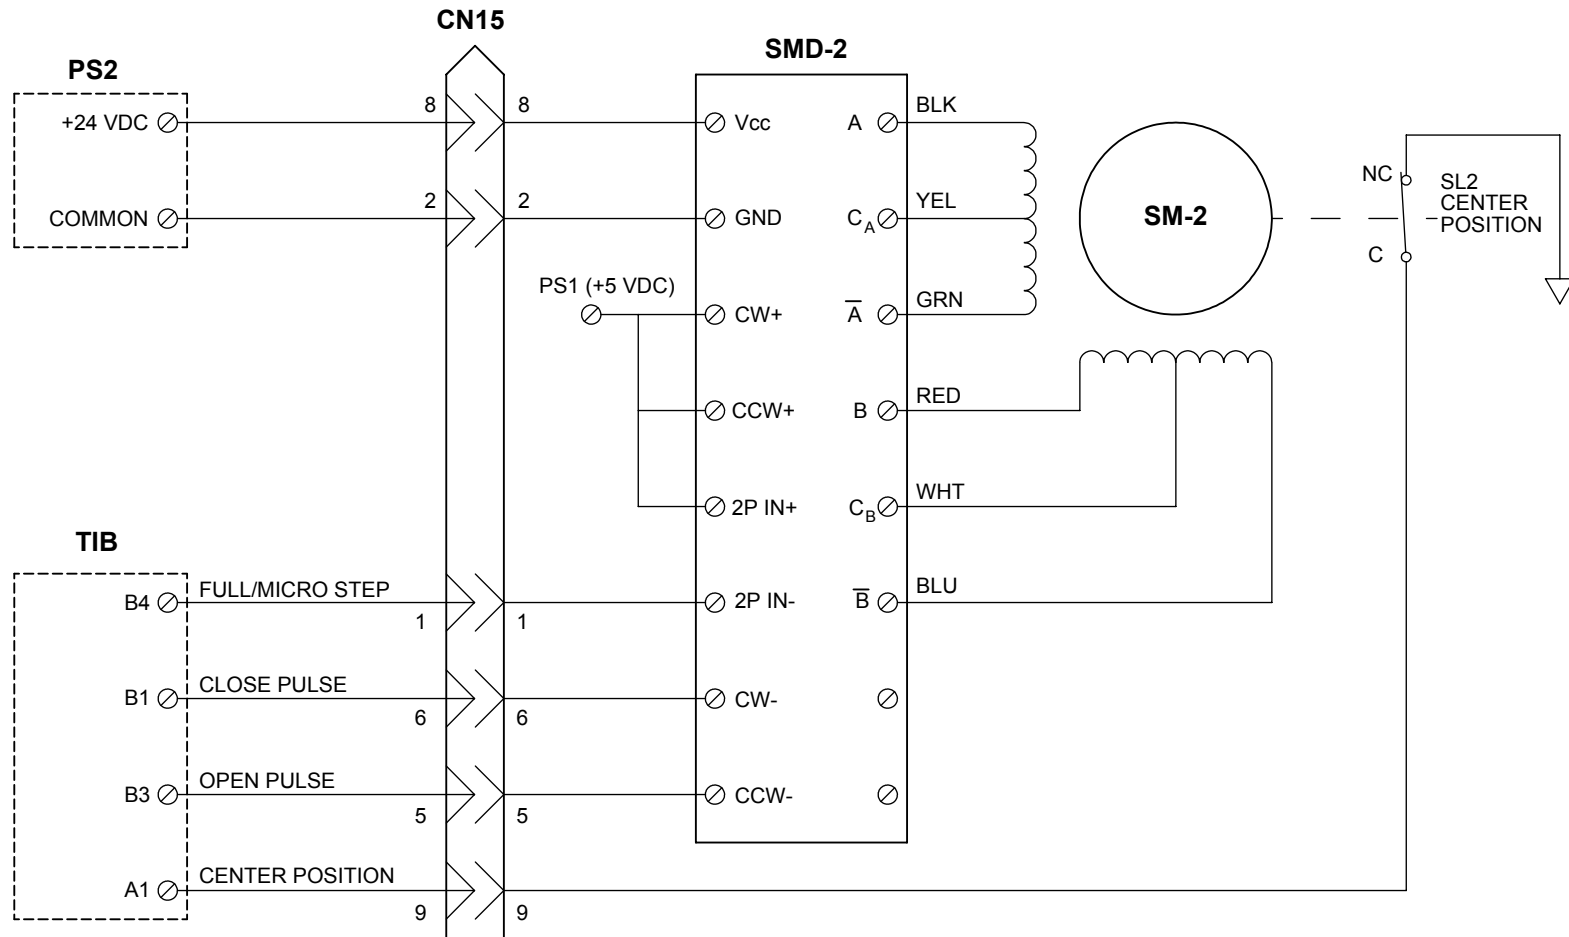 CN15
SMD-2
PS2
+24 VDC
8
8
Vcc
A
BLK
COMMON
2
2
GND
C_A
YEL
SM-2
NC
SL2
CENTER
POSITION
C
PS1 (+5 VDC)
CW+
A̅
GRN
CCW+
B
RED
2P IN+
C_B
WHT
TIB
B4
FULL/MICRO STEP
1
1
2P IN-
B̅
BLU
B1
CLOSE PULSE
6
6
CW-
B3
OPEN PULSE
5
5
CCW-
A1
CENTER POSITION
9
9